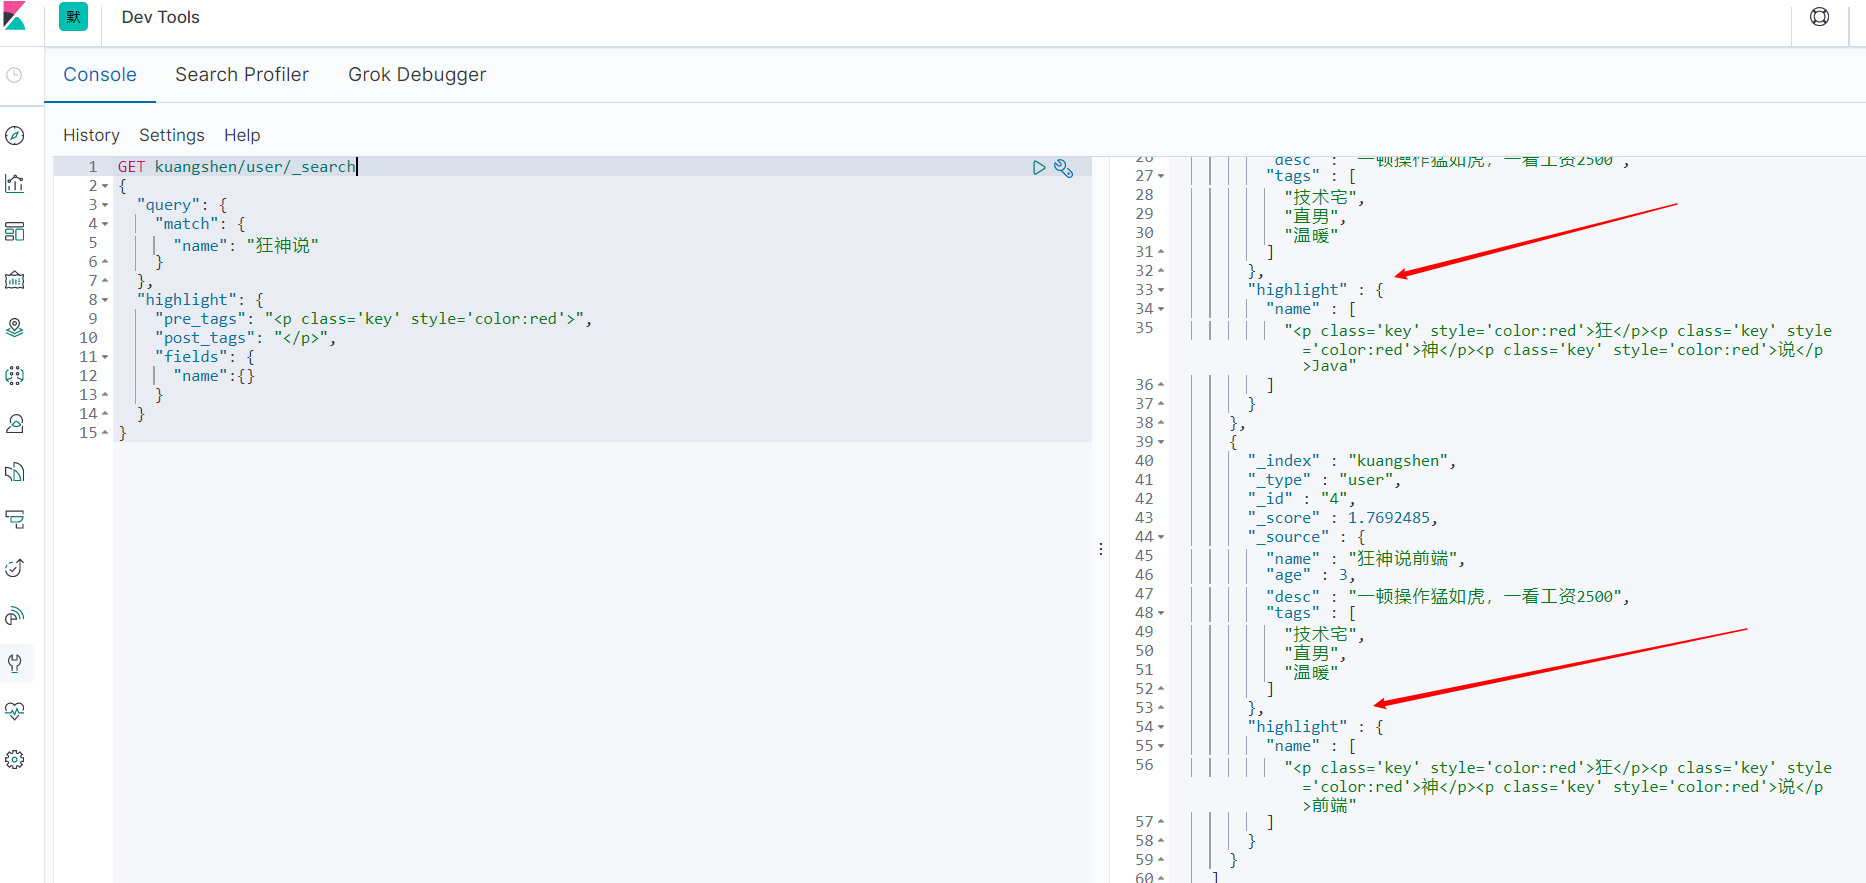 默 Dev Tools
Console Search Profiler Grok Debugger
History Settings Help
1 GET kuangshen/user/_search
2 {
3 "query": {
4 "match": {
5 "name": "狂神说"
6 }
7 },
8 "highlight": {
9 "pre_tags": "<p class='key' style='color:red'>",
10 "post_tags": "</p>",
11 "fields": {
12 "name":{}
13 }
14 }
15 }
26 "desc" : "一顿操作猛如虎，一看工资2500",
27 "tags" : [
28 "技术宅",
29 "直男",
30 "温暖"
31 ]
32 },
33 "highlight" : {
34 "name" : [
35 "<p class='key' style='color:red'>狂</p><p class='key' style
='color:red'>神</p><p class='key' style='color:red'>说</p
>Java"
36 ]
37 }
38 },
39 {
40 "_index" : "kuangshen",
41 "_type" : "user",
42 "_id" : "4",
43 "_score" : 1.7692485,
44 "_source" : {
45 "name" : "狂神说前端",
46 "age" : 3,
47 "desc" : "一顿操作猛如虎，一看工资2500",
48 "tags" : [
49 "技术宅",
50 "直男",
51 "温暖"
52 ]
53 },
54 "highlight" : {
55 "name" : [
56 "<p class='key' style='color:red'>狂</p><p class='key' style
='color:red'>神</p><p class='key' style='color:red'>说</p
>前端"
57 ]
58 }
59 }
60 ]